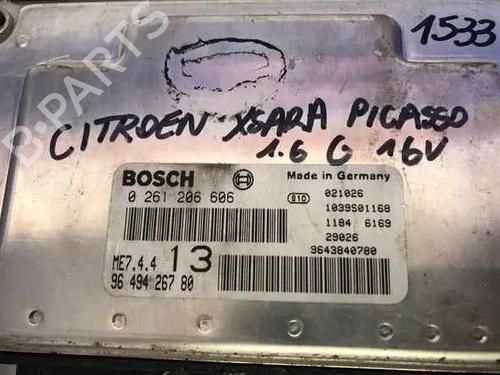 1533
CITROEN XSARA PICASSO
1.6 G 16V
BOSCH
Made in Germany
0 261 206 606
810
021026
1039S01168
1184 6169
29026
9643840780
ME7.4.4 13
96 494 267 80
B-PARTS